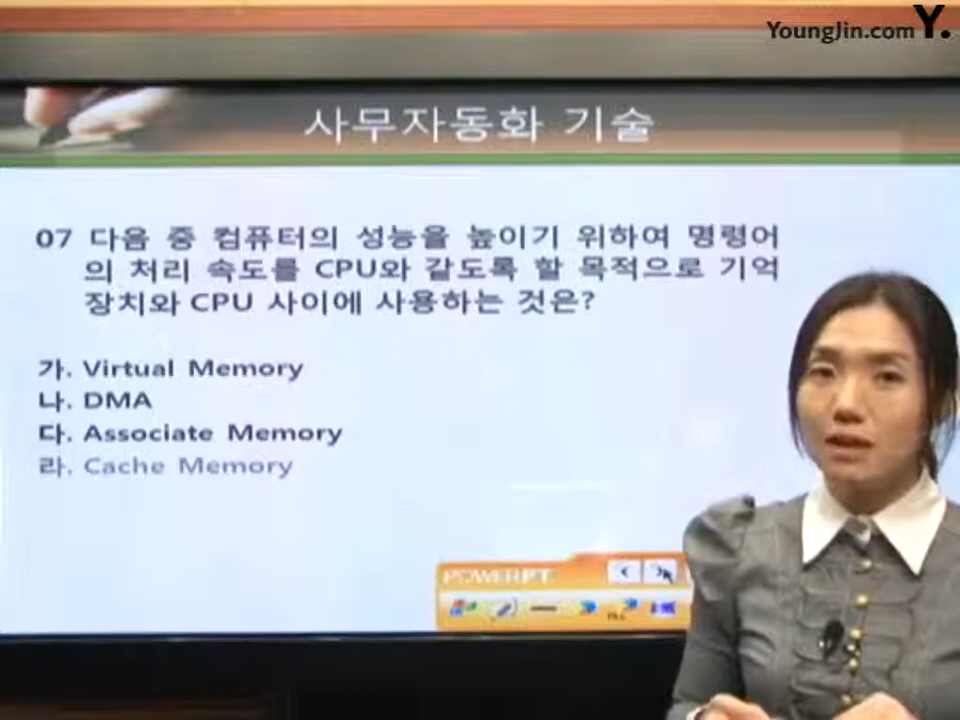 YoungJin.com Y.
사무자동화 기술
07 다음 중 컴퓨터의 성능을 높이기 위하여 명령어
의 처리 속도를 CPU와 같도록 할 목적으로 기억
장치와 CPU 사이에 사용하는 것은?
가. Virtual Memory
나. DMA
다. Associate Memory
라. Cache Memory
POWERPT